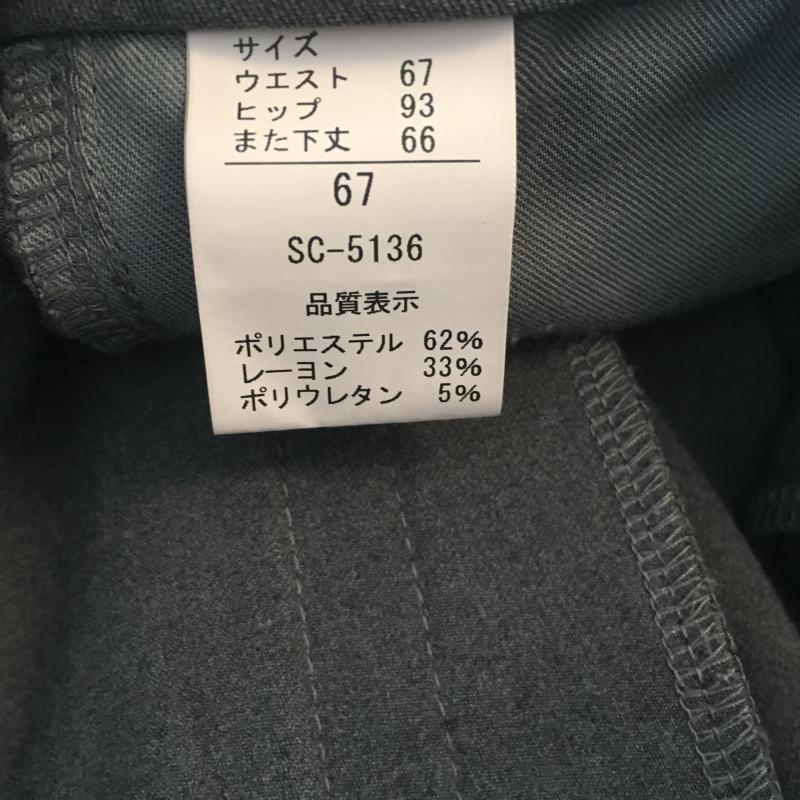 サイズ
ウエスト 67
ヒップ 93
また下丈 66
67
SC-5136
品質表示
ポリエステル 62%
レーヨン 33%
ポリウレタン 5%